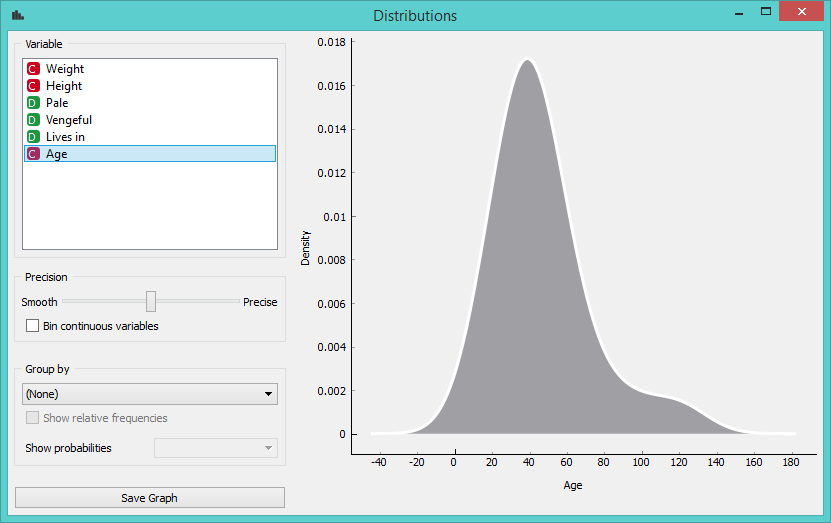 Distributions
Variable
C Weight
C Height
D Pale
D Vengeful
D Lives in
C Age
Precision
Smooth Precise
Bin continuous variables
Group by
(None)
Show relative frequencies
Show probabilities
Save Graph
0.018
0.016
0.014
0.012
0.01
0.008
0.006
0.004
0.002
0
Density
-40 -20 0 20 40 60 80 100 120 140 160 180
Age